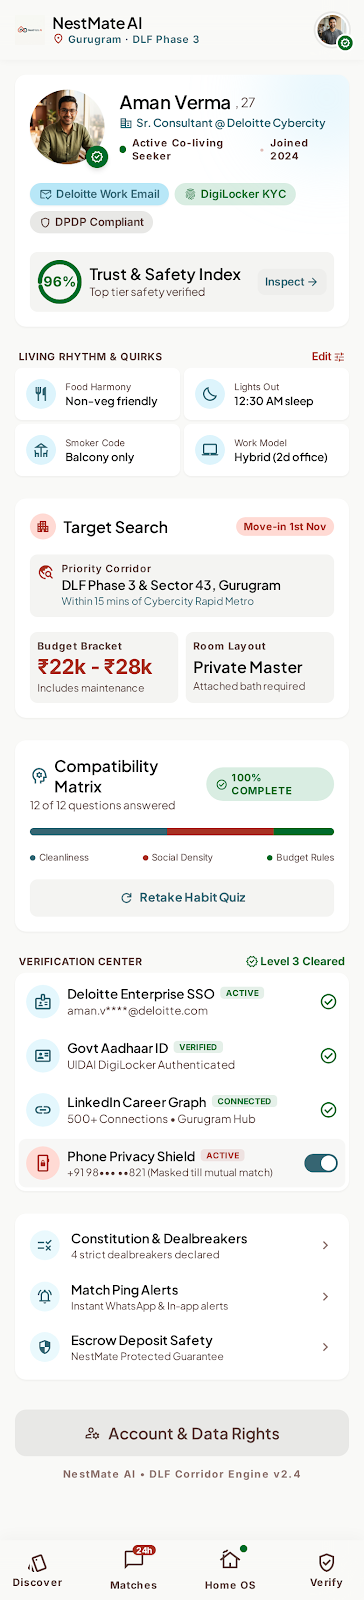 NestMate AI
Gurugram · DLF Phase 3
Aman Verma , 27
Sr. Consultant @ Deloitte Cybercity
Active Co-living Seeker
Joined 2024
Deloitte Work Email
DigiLocker KYC
DPDP Compliant
96%
Trust & Safety Index
Top tier safety verified
Inspect →
LIVING RHYTHM & QUIRKS
Edit
Food Harmony
Non-veg friendly
Lights Out
12:30 AM sleep
Smoker Code
Balcony only
Work Model
Hybrid (2d office)
Target Search
Move-in 1st Nov
Priority Corridor
DLF Phase 3 & Sector 43, Gurugram
Within 15 mins of Cybercity Rapid Metro
Budget Bracket
₹22k - ₹28k
Includes maintenance
Room Layout
Private Master
Attached bath required
Compatibility
Matrix
100%
COMPLETE
12 of 12 questions answered
Cleanliness
Social Density
Budget Rules
Retake Habit Quiz
VERIFICATION CENTER
Level 3 Cleared
Deloitte Enterprise SSO ACTIVE
aman.v****@deloitte.com
Govt Aadhaar ID VERIFIED
UIDAI DigiLocker Authenticated
LinkedIn Career Graph CONNECTED
500+ Connections • Gurugram Hub
Phone Privacy Shield ACTIVE
+91 98••• ••821 (Masked till mutual match)
Constitution & Dealbreakers
4 strict dealbreakers declared
Match Ping Alerts
Instant WhatsApp & In-app alerts
Escrow Deposit Safety
NestMate Protected Guarantee
Account & Data Rights
NestMate AI • DLF Corridor Engine v2.4
24h
Discover
Matches
Home OS
Verify